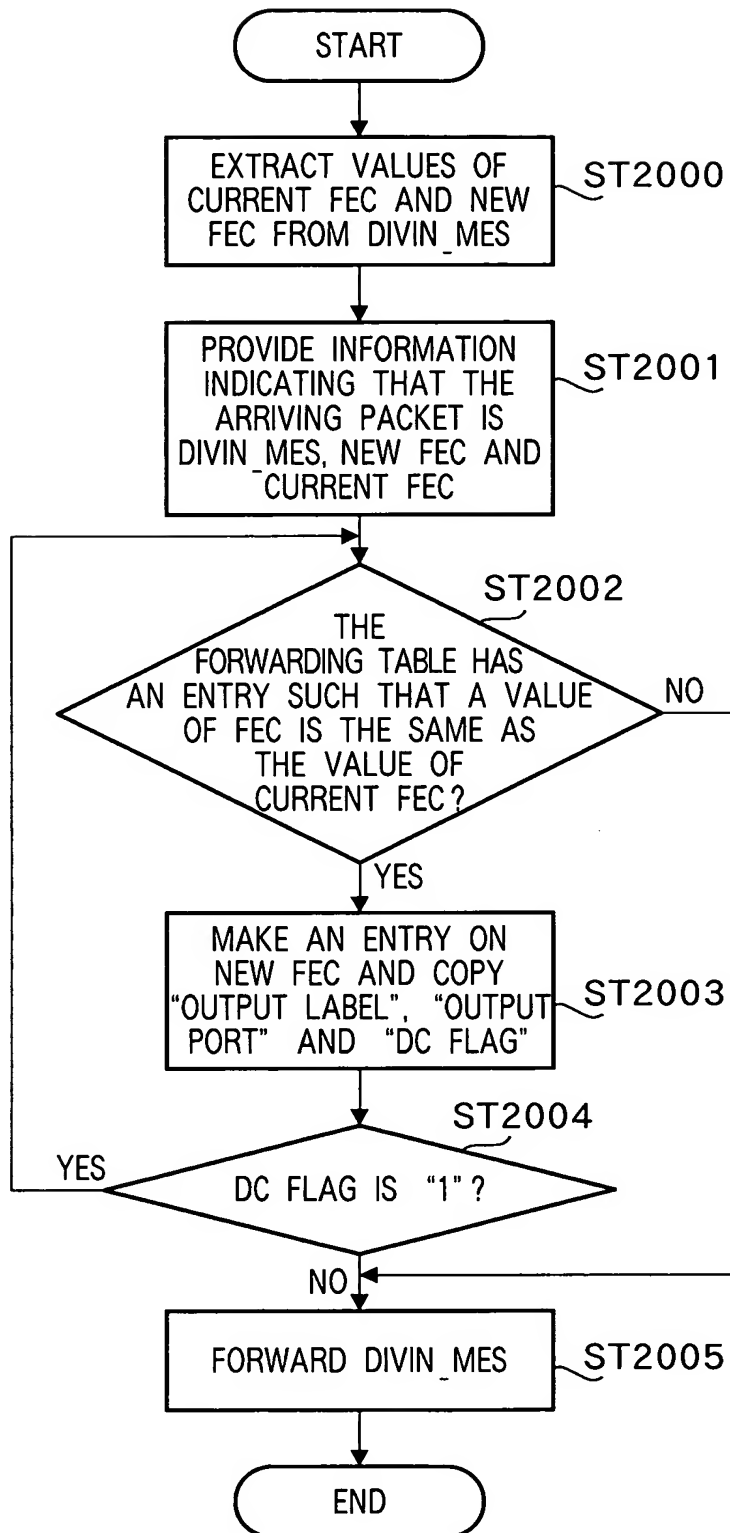 START
EXTRACT VALUES OF
CURRENT FEC AND NEW
FEC FROM DIVIN_MES
ST2000
PROVIDE INFORMATION
INDICATING THAT THE
ARRIVING PACKET IS
DIVIN_MES, NEW FEC AND
CURRENT FEC
ST2001
ST2002
THE
FORWARDING TABLE HAS
AN ENTRY SUCH THAT A VALUE
OF FEC IS THE SAME AS
THE VALUE OF
CURRENT FEC?
NO
YES
MAKE AN ENTRY ON
NEW FEC AND COPY
“OUTPUT LABEL”, “OUTPUT
PORT” AND “DC FLAG”
ST2003
ST2004
YES
DC FLAG IS “1”?
NO
FORWARD DIVIN_MES
ST2005
END